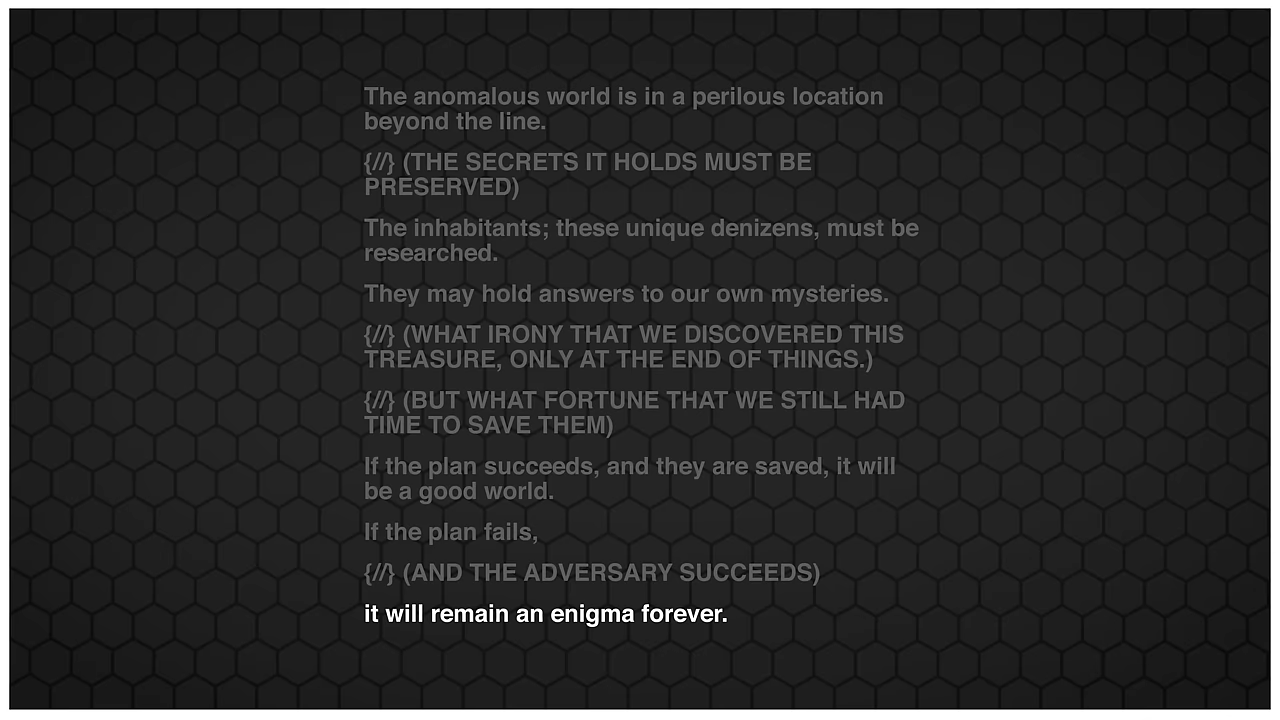 The anomalous world is in a perilous location
beyond the line.
{//} (THE SECRETS IT HOLDS MUST BE
PRESERVED)
The inhabitants; these unique denizens, must be
researched.
They may hold answers to our own mysteries.
{//} (WHAT IRONY THAT WE DISCOVERED THIS
TREASURE, ONLY AT THE END OF THINGS.)
{//} (BUT WHAT FORTUNE THAT WE STILL HAD
TIME TO SAVE THEM)
If the plan succeeds, and they are saved, it will
be a good world.
If the plan fails,
{//} (AND THE ADVERSARY SUCCEEDS)
it will remain an enigma forever.